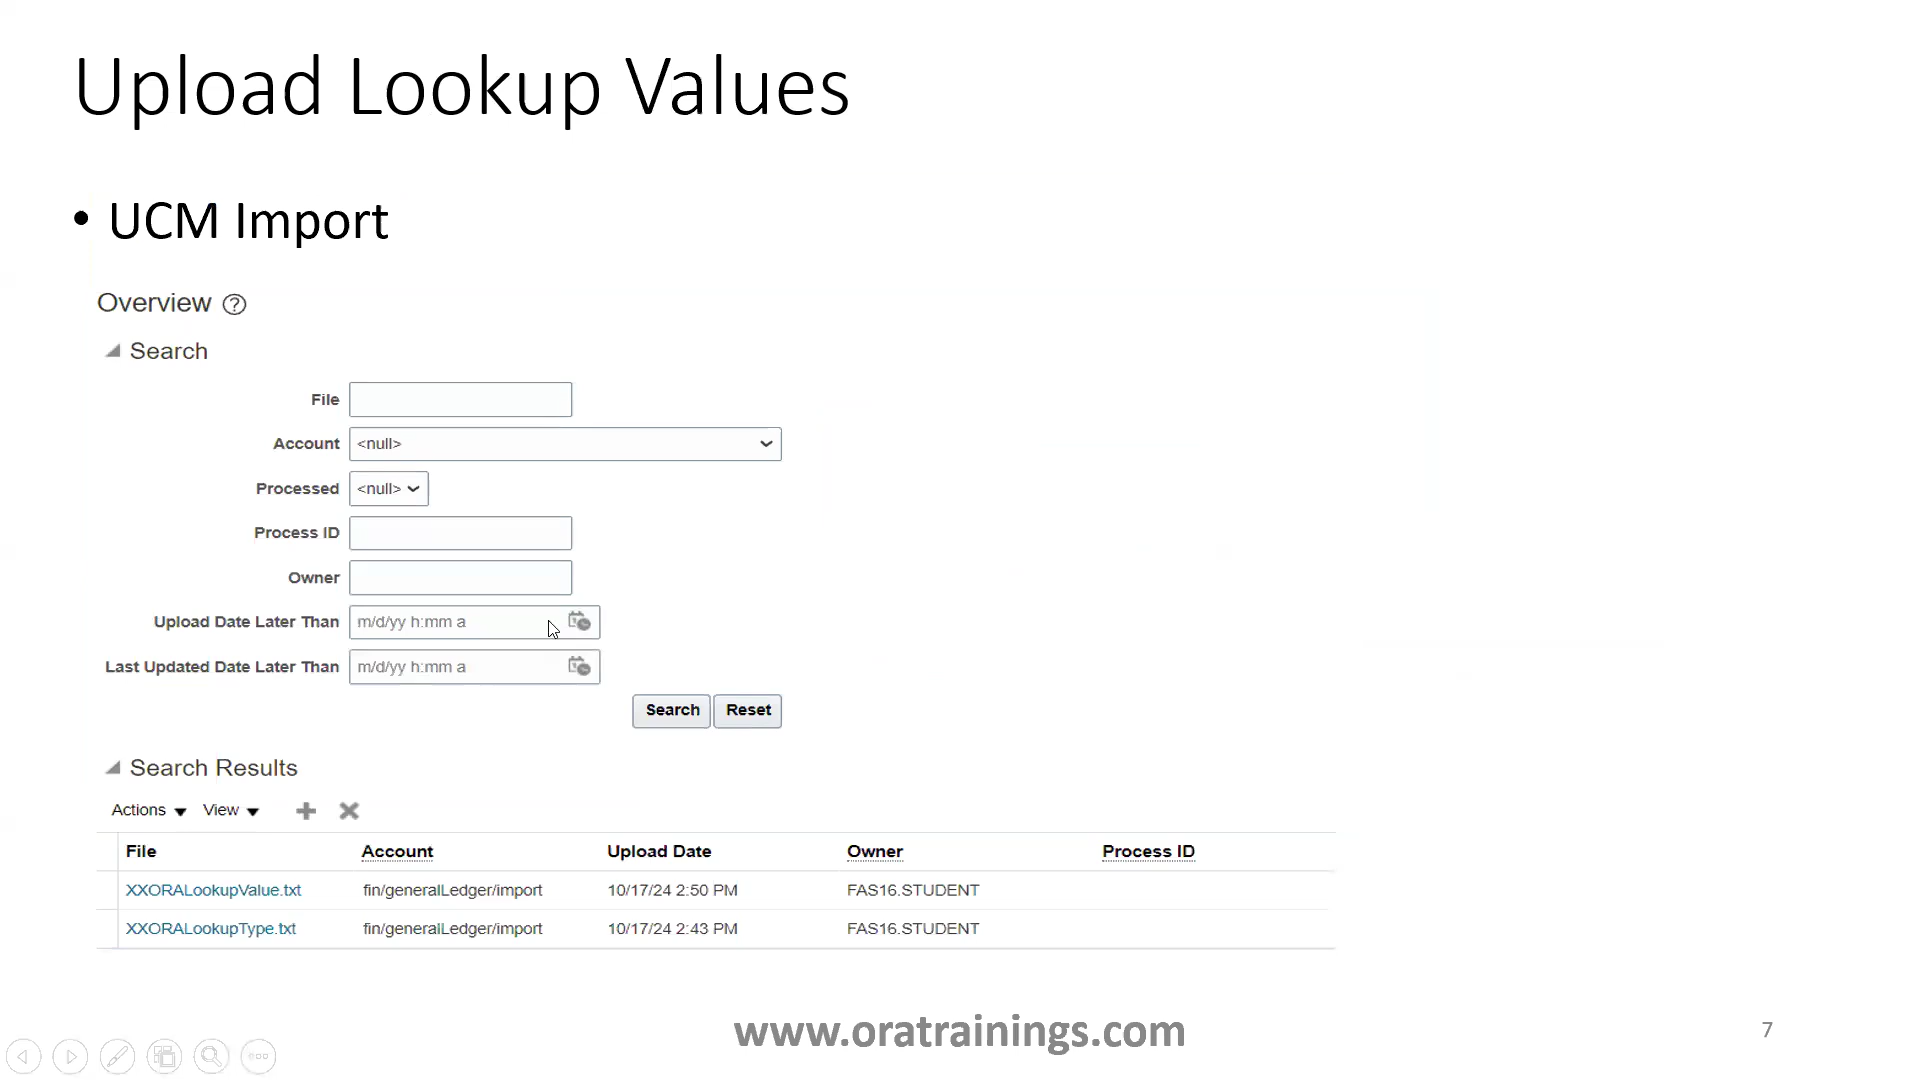 Upload Lookup Values
• UCM Import
Overview ?
Search
File
Account <null>
Processed <null>
Process ID
Owner
Upload Date Later Than m/d/yy h:mm a
Last Updated Date Later Than m/d/yy h:mm a
Search Reset
Search Results
Actions View
File Account Upload Date Owner Process ID
XXORALookupValue.txt fin/generalLedger/import 10/17/24 2:50 PM FAS16.STUDENT
XXORALookupType.txt fin/generalLedger/import 10/17/24 2:43 PM FAS16.STUDENT
www.oratrainings.com
7